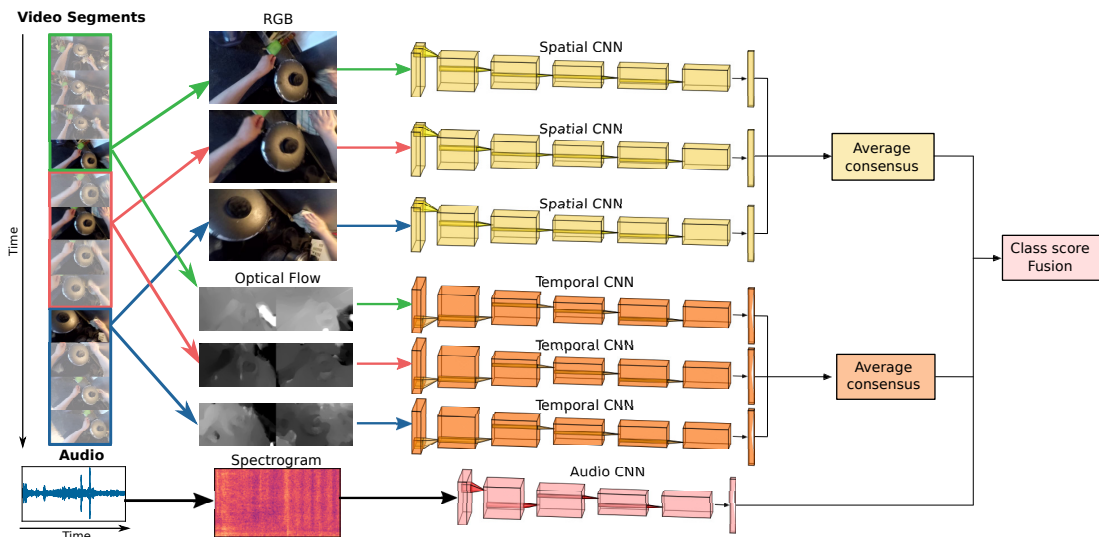 Video Segments
RGB
Spatial CNN
Spatial CNN
Average
consensus
Spatial CNN
Time
Class score
Fusion
Optical Flow
Temporal CNN
Temporal CNN
Average
consensus
Temporal CNN
Audio
Spectrogram
Audio CNN
Time